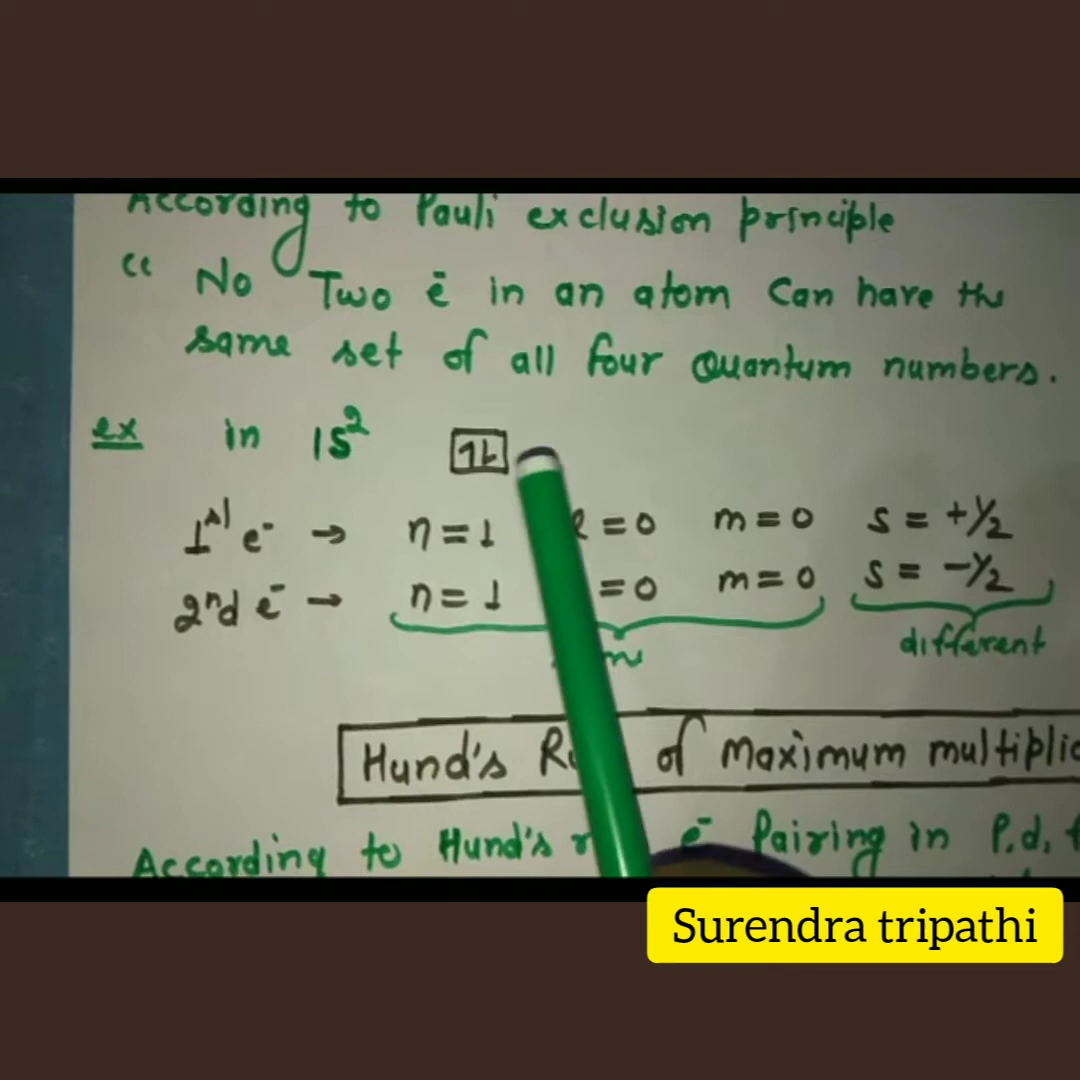 According to Pauli exclusion principle
“ No Two ē in an atom can have the
same set of all four Quantum numbers.
ex in 1s² 1L
1st e⁻ → n=1 l=0 m=0 s=+1/2
2nd e⁻ → n=1 =0 m=0 s=-1/2
different
Hund's of Maximum multiplic
According to Hund's e⁻ Pairing in P,d, f
Surendra tripathi